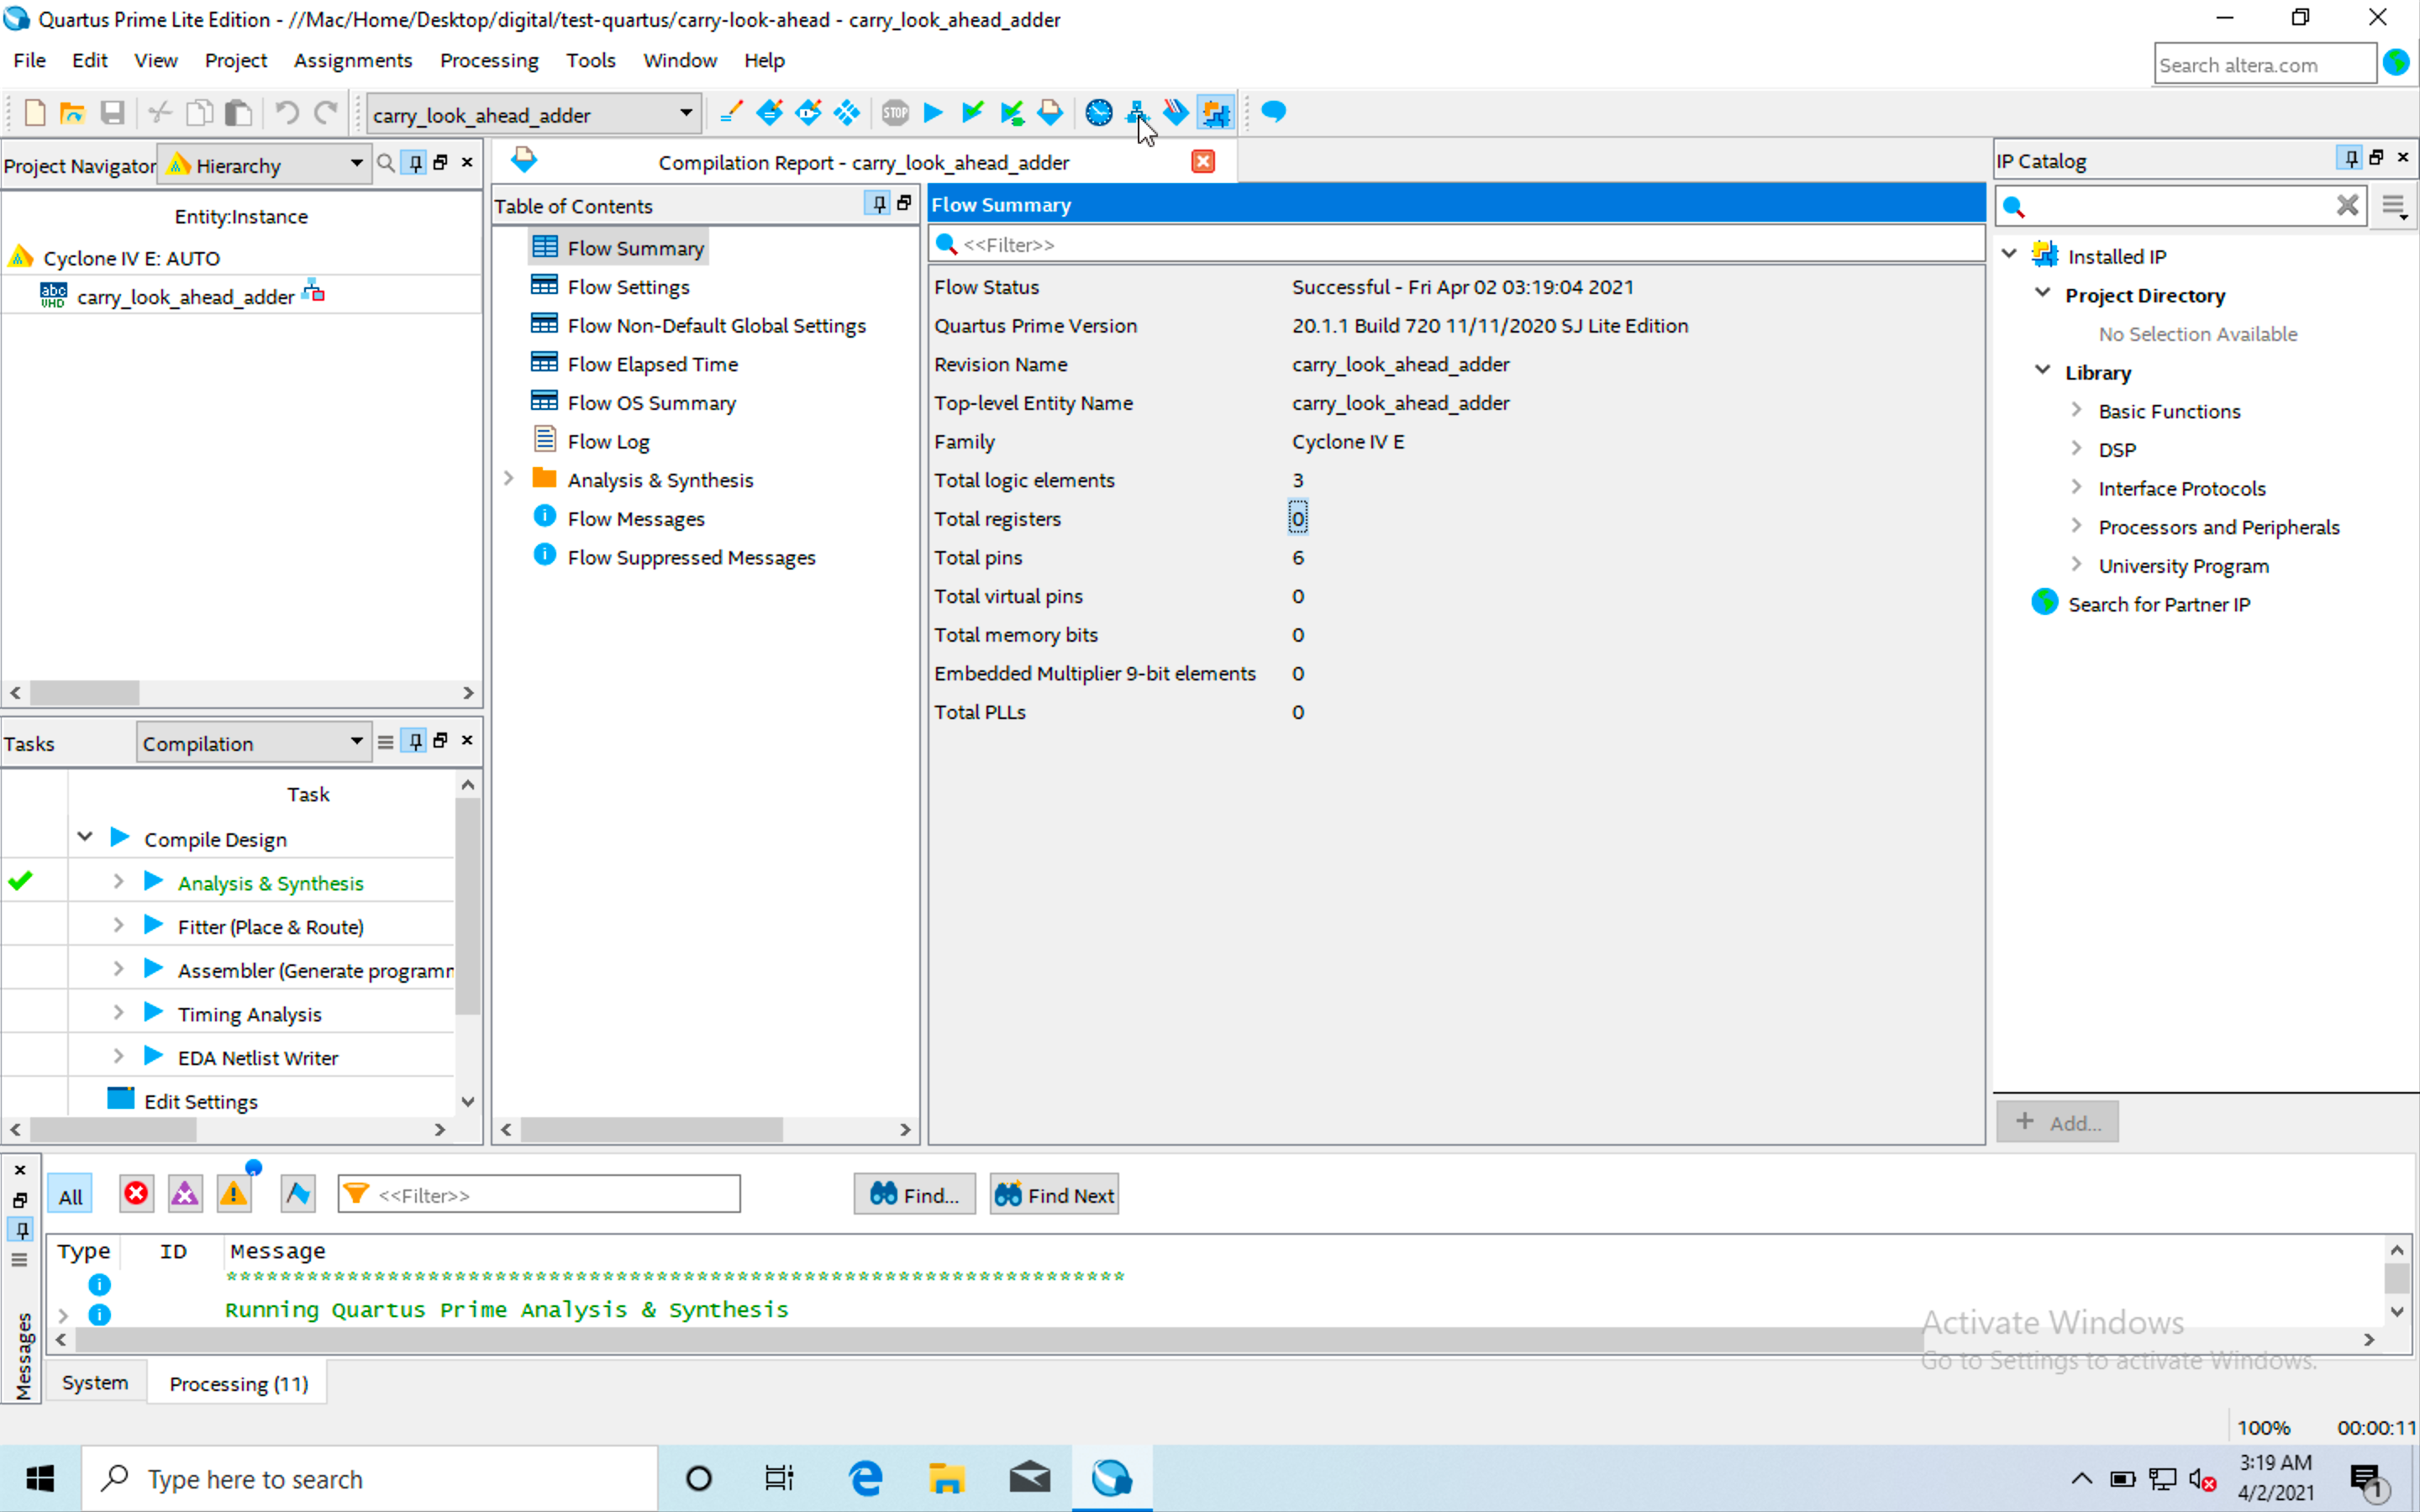 Quartus Prime Lite Edition - //Mac/Home/Desktop/digital/test-quartus/carry-look-ahead - carry_look_ahead_adder
File Edit View Project Assignments Processing Tools Window Help
Search altera.com
carry_look_ahead_adder
STOP
Project Navigator Hierarchy
Entity:Instance
Cyclone IV E: AUTO
abc VHD carry_look_ahead_adder
Tasks Compilation
Task
Compile Design
Analysis & Synthesis
Fitter (Place & Route)
Assembler (Generate programm
Timing Analysis
EDA Netlist Writer
Edit Settings
Compilation Report - carry_look_ahead_adder
Table of Contents
Flow Summary
Flow Settings
Flow Non-Default Global Settings
Flow Elapsed Time
Flow OS Summary
Flow Log
Analysis & Synthesis
Flow Messages
Flow Suppressed Messages
Flow Summary
<<Filter>>
Flow Status Successful - Fri Apr 02 03:19:04 2021
Quartus Prime Version 20.1.1 Build 720 11/11/2020 SJ Lite Edition
Revision Name carry_look_ahead_adder
Top-level Entity Name carry_look_ahead_adder
Family Cyclone IV E
Total logic elements 3
Total registers 0
Total pins 6
Total virtual pins 0
Total memory bits 0
Embedded Multiplier 9-bit elements 0
Total PLLs 0
IP Catalog
Installed IP
Project Directory
No Selection Available
Library
Basic Functions
DSP
Interface Protocols
Processors and Peripherals
University Program
Search for Partner IP
+ Add...
All <<Filter>> Find... Find Next
Type ID Message
*******************************************************************
Running Quartus Prime Analysis & Synthesis
Messages
System Processing (11)
Activate Windows
Go to Settings to activate Windows.
100% 00:00:11
Type here to search
3:19 AM
4/2/2021
1